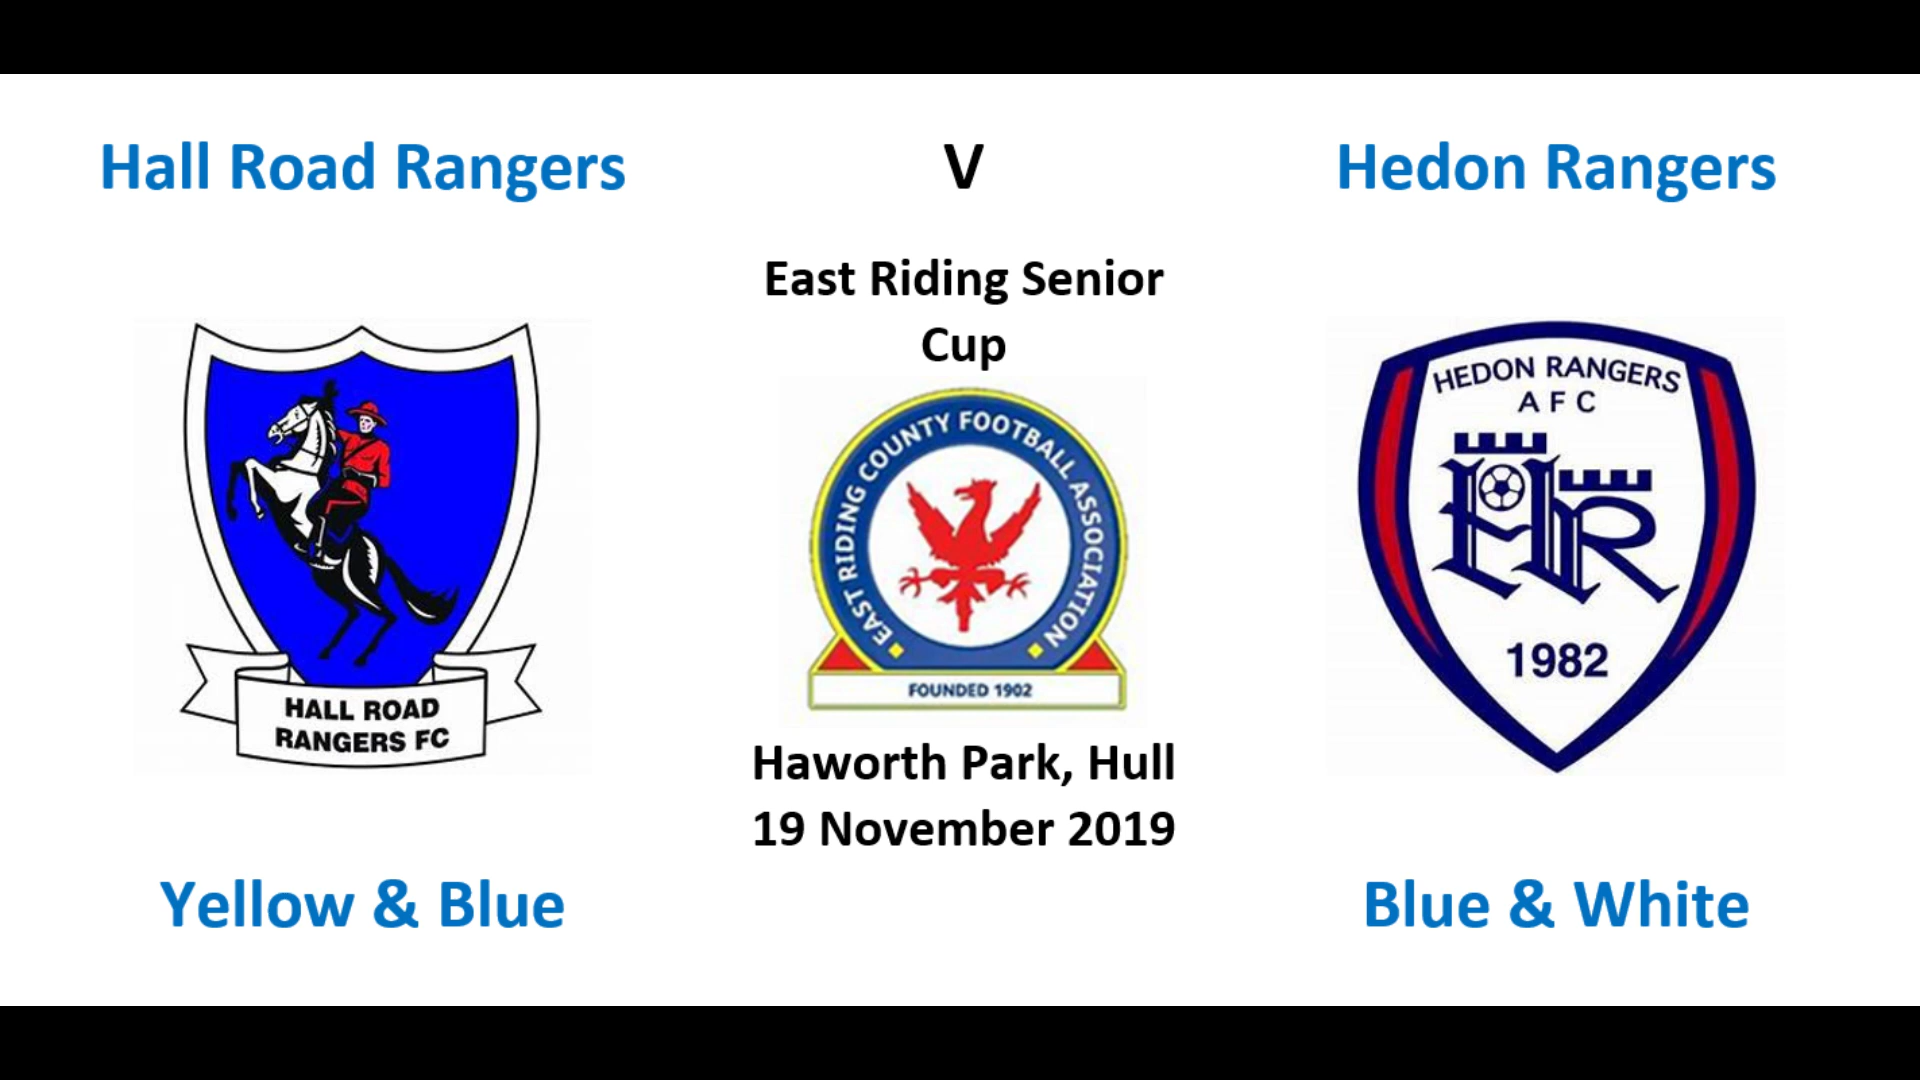 Hall Road Rangers
V
Hedon Rangers
East Riding Senior
Cup
HALL ROAD
RANGERS FC
EAST RIDING COUNTY FOOTBALL ASSOCIATION
FOUNDED 1902
HEDON RANGERS
AFC
HR
1982
Haworth Park, Hull
19 November 2019
Yellow & Blue
Blue & White